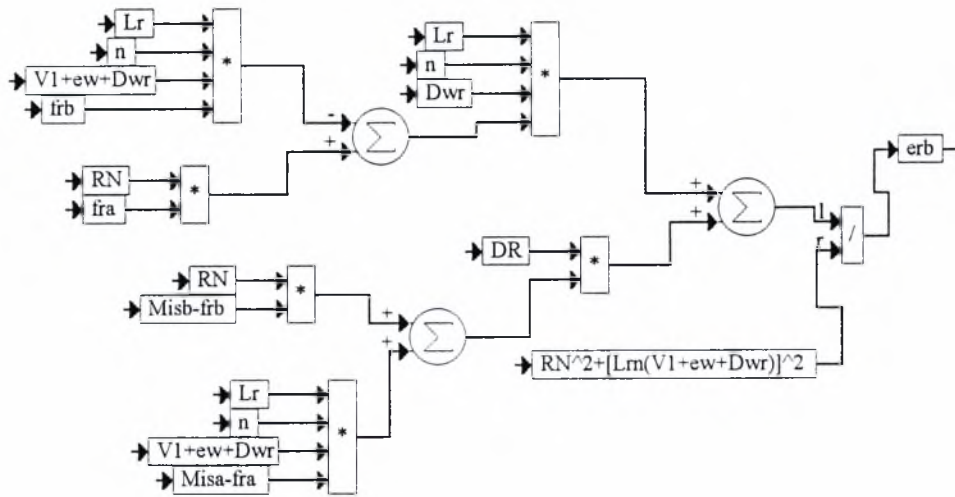 Lr
n
V1+ew+Dwr
frb
*
-
+
Σ
RN
fra
*
Lr
n
Dwr
*
+
+
Σ
l
r
/
erb
DR
*
RN
Misb-frb
*
+
+
Σ
RN^2+[Lrn(V1+ew+Dwr)]^2
Lr
n
V1+ew+Dwr
Misa-fra
*